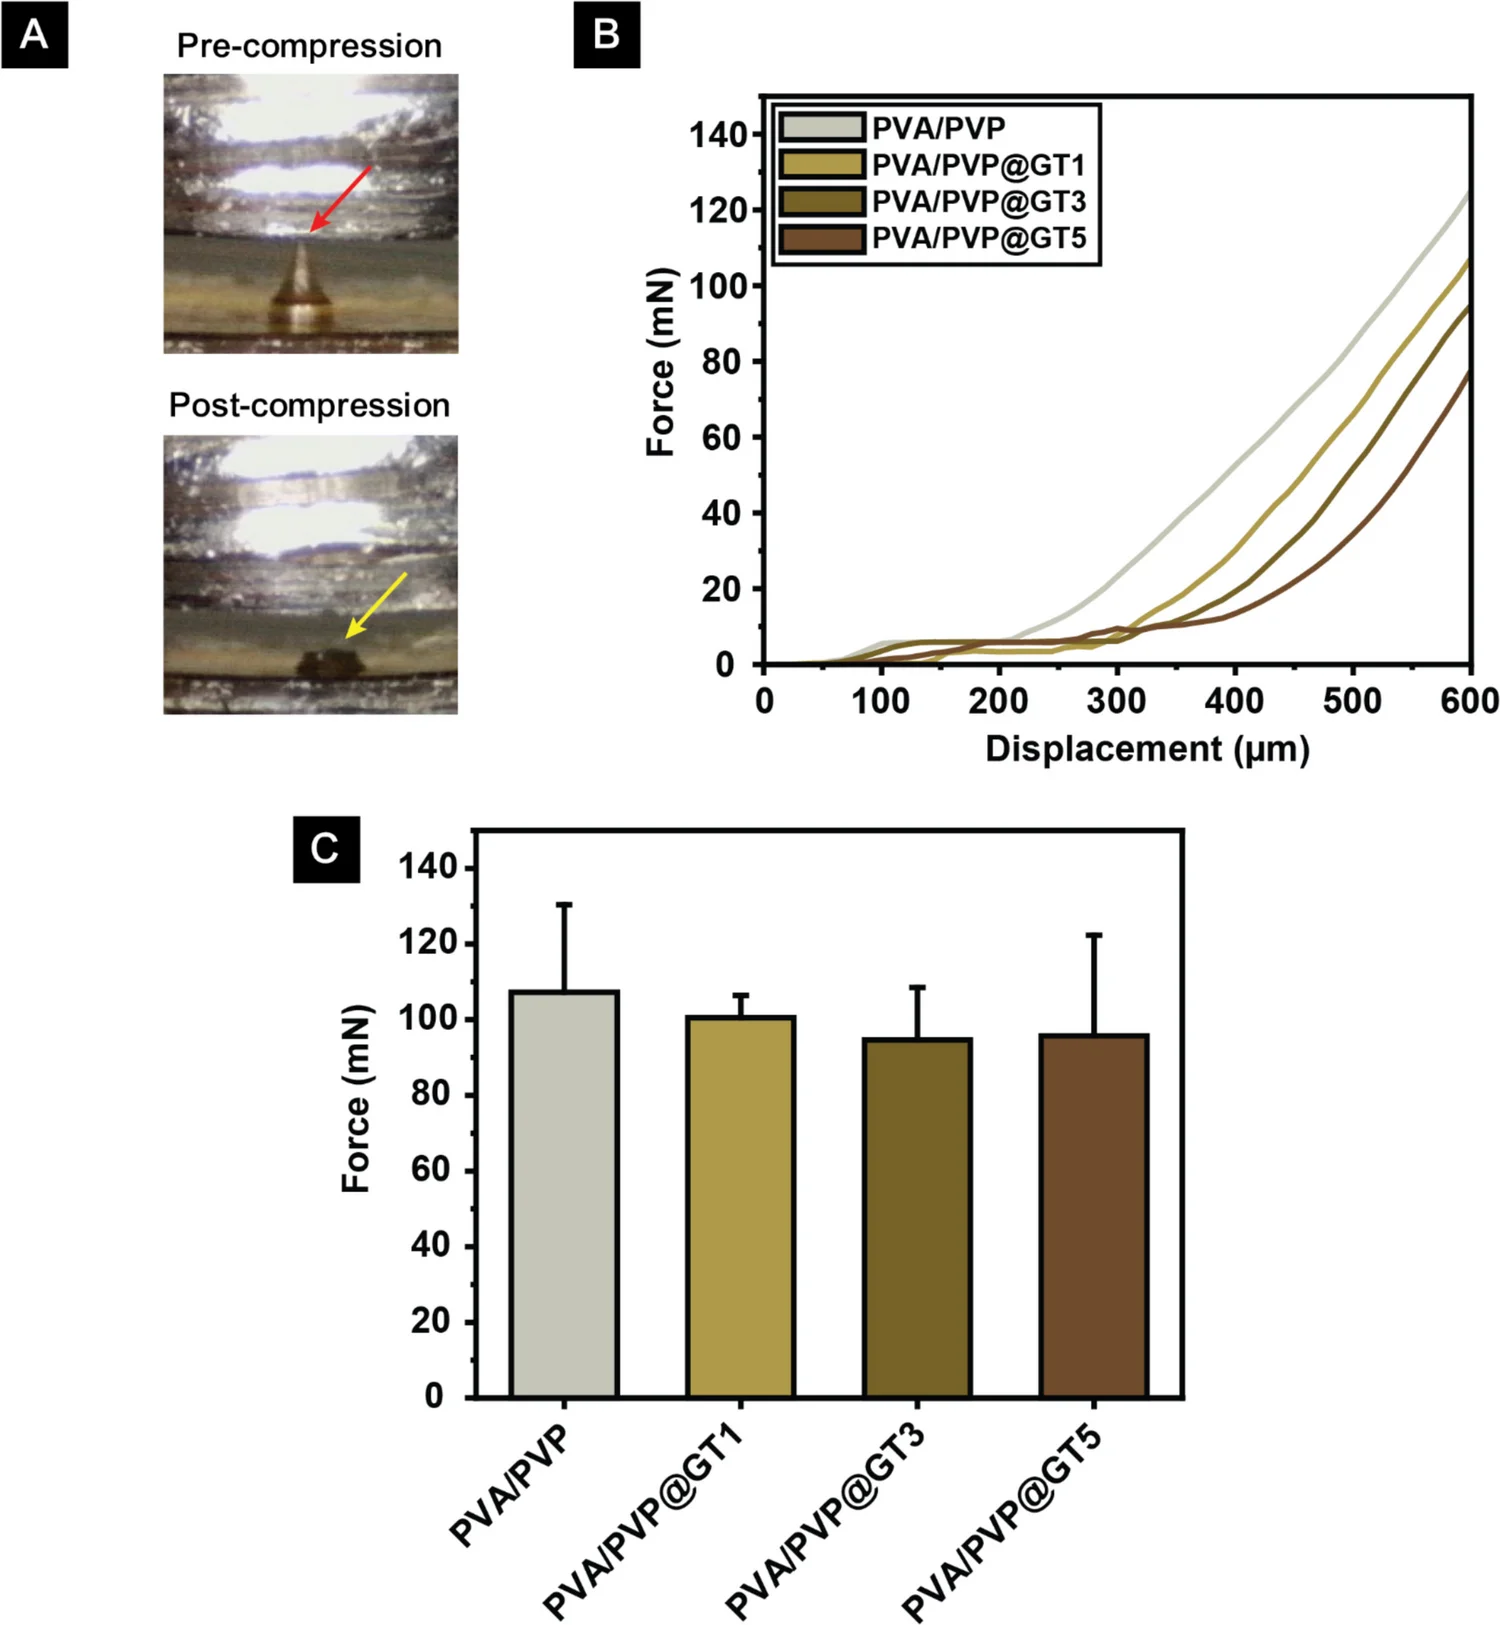 A
Pre-compression
Post-compression
B
PVA/PVP
PVA/PVP@GT1
PVA/PVP@GT3
PVA/PVP@GT5
140
120
100
80
60
40
20
0
Force (mN)
0 100 200 300 400 500 600
Displacement (µm)
C
140
120
100
80
60
40
20
0
Force (mN)
PVA/PVP
PVA/PVP@GT1
PVA/PVP@GT3
PVA/PVP@GT5